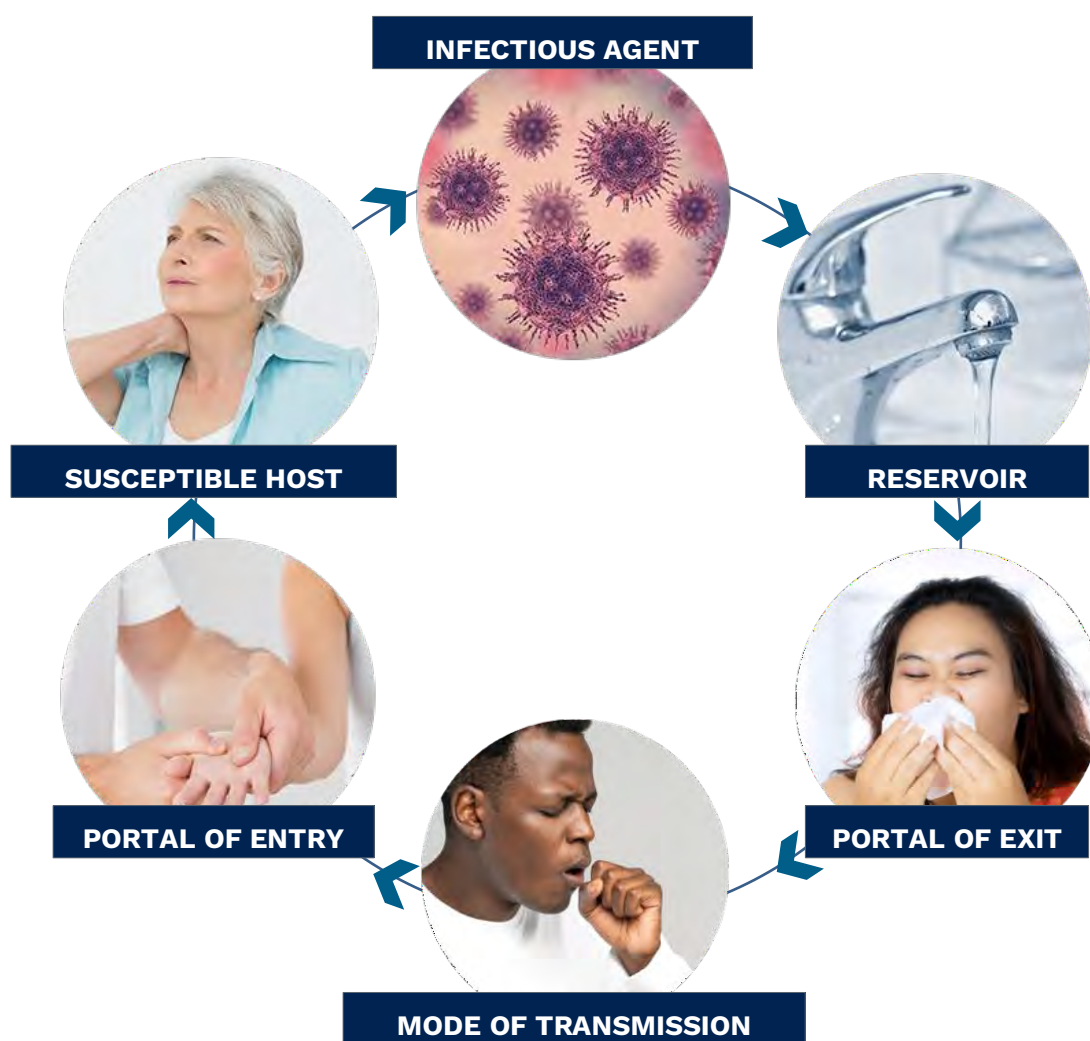 INFECTIOUS AGENT
RESERVOIR
PORTAL OF EXIT
MODE OF TRANSMISSION
PORTAL OF ENTRY
SUSCEPTIBLE HOST